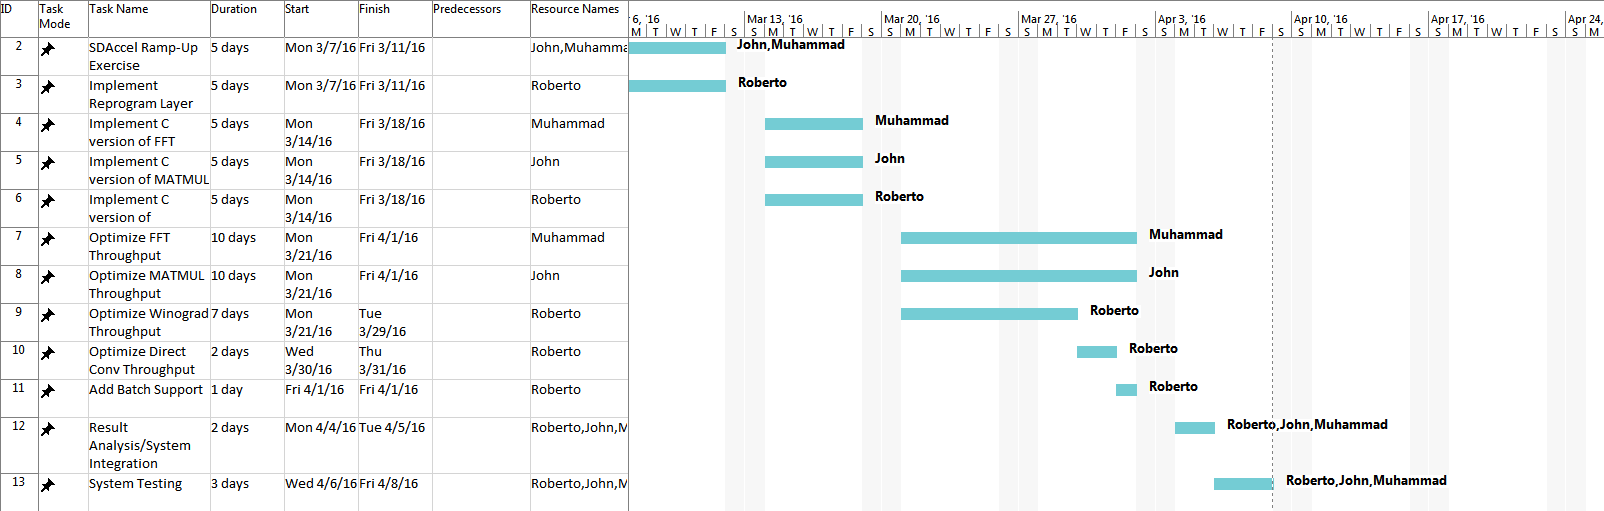 ID Task Mode Task Name Duration Start Finish Predecessors Resource Names
6, '16 Mar 13, '16 Mar 20, '16 Mar 27, '16 Apr 3, '16 Apr 10, '16 Apr 17, '16 Apr 24,
M T W T F S S M T W T F S S M T W T F S S M T W T F S S M T W T F S S M T W T F S S M T W T F S S M
2 SDAccel Ramp-Up Exercise 5 days Mon 3/7/16 Fri 3/11/16 John,Muhamma John,Muhammad
3 Implement Reprogram Layer 5 days Mon 3/7/16 Fri 3/11/16 Roberto Roberto
4 Implement C version of FFT 5 days Mon 3/14/16 Fri 3/18/16 Muhammad Muhammad
5 Implement C version of MATMUL 5 days Mon 3/14/16 Fri 3/18/16 John John
6 Implement C version of 5 days Mon 3/14/16 Fri 3/18/16 Roberto Roberto
7 Optimize FFT Throughput 10 days Mon 3/21/16 Fri 4/1/16 Muhammad Muhammad
8 Optimize MATMUL Throughput 10 days Mon 3/21/16 Fri 4/1/16 John John
9 Optimize Winograd Throughput 7 days Mon 3/21/16 Tue 3/29/16 Roberto Roberto
10 Optimize Direct Conv Throughput 2 days Wed 3/30/16 Thu 3/31/16 Roberto Roberto
11 Add Batch Support 1 day Fri 4/1/16 Fri 4/1/16 Roberto Roberto
12 Result Analysis/System Integration 2 days Mon 4/4/16 Tue 4/5/16 Roberto,John,M Roberto,John,Muhammad
13 System Testing 3 days Wed 4/6/16 Fri 4/8/16 Roberto,John,M Roberto,John,Muhammad